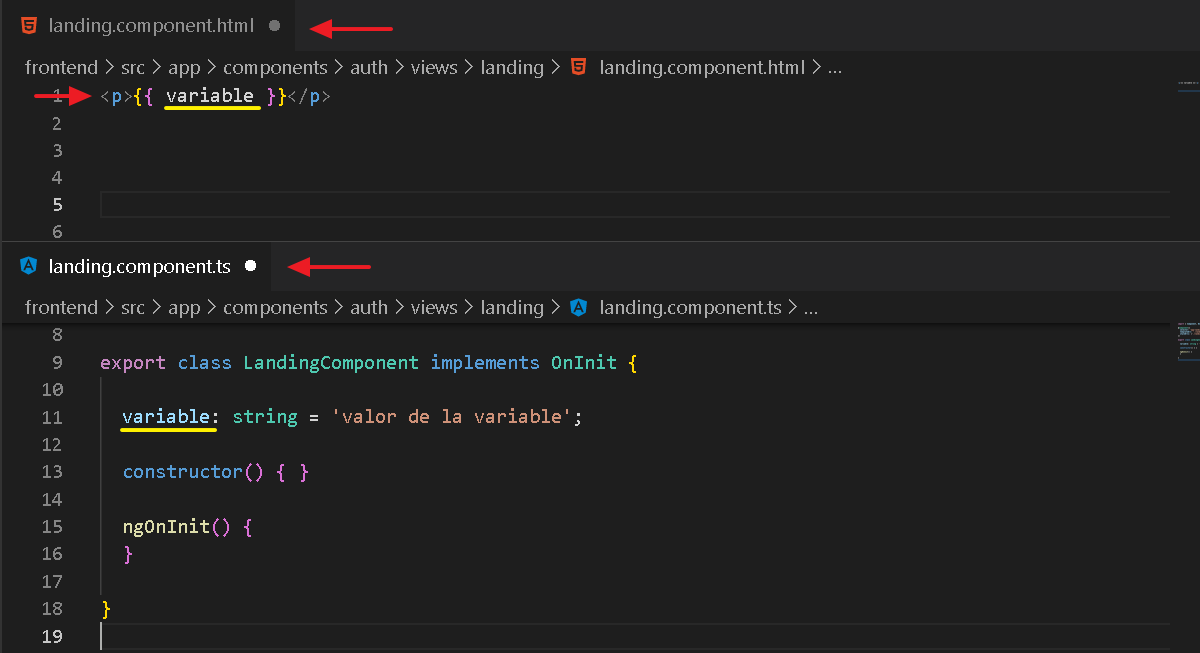 landing.component.html
frontend > src > app > components > auth > views > landing > landing.component.html > ...
1 <p>{{ variable }}</p>
2
3
4
5
6
landing.component.ts
frontend > src > app > components > auth > views > landing > landing.component.ts > ...
8
9 export class LandingComponent implements OnInit {
10
11 variable: string = 'valor de la variable';
12
13 constructor() { }
14
15 ngOnInit() {
16 }
17
18 }
19